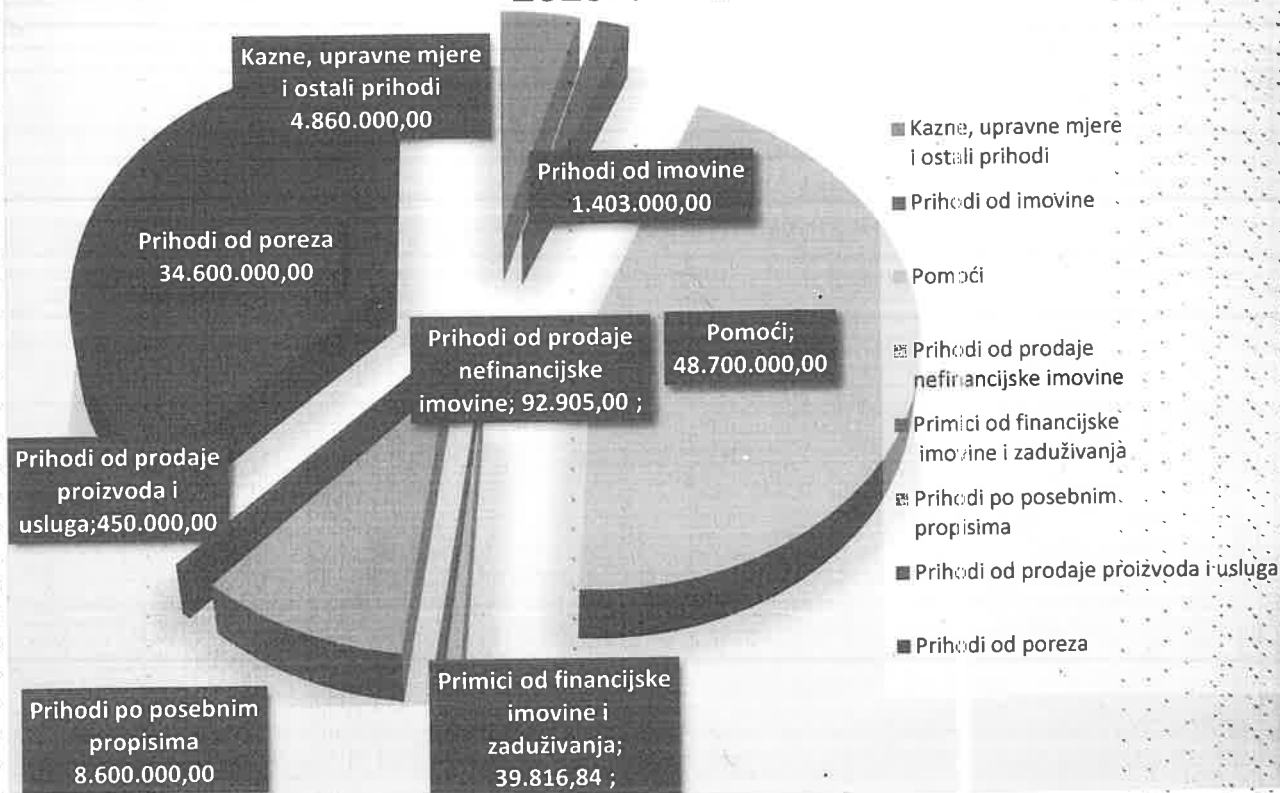 Kazne, upravne mjere
i ostali prihodi
4.860.000,00
Prihodi od imovine
1.403.000,00
Prihodi od poreza
34.600.000,00
Prihodi od prodaje
nefinancijske
imovine; 92.905,00 ;
Pomoći;
48.700.000,00
Prihodi od prodaje
proizvoda i
usluga;450.000,00
Prihodi po posebnim
propisima
8.600.000,00
Primici od financijske
imovine i
zaduživanja;
39.816,84 ;
Kazne, upravne mjere
i ostali prihodi
Prihodi od imovine
Pomoći
Prihodi od prodaje
nefinancijske imovine
Primici od financijske
imovine i zaduživanja
Prihodi po posebnim
propisima
Prihodi od prodaje proizvoda i usluga
Prihodi od poreza